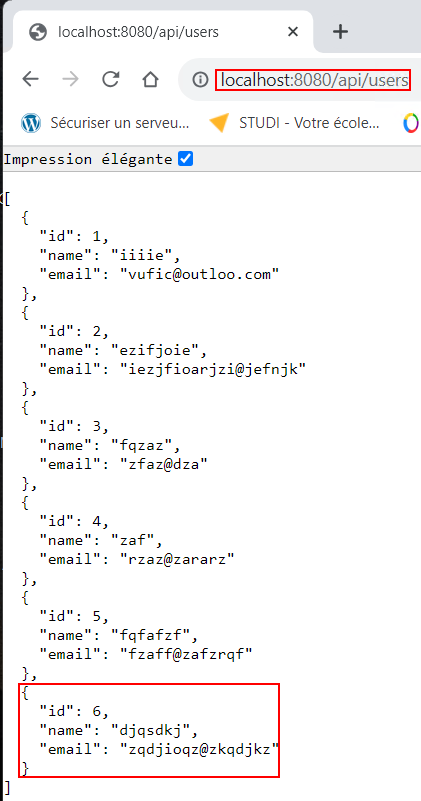 localhost:8080/api/users
localhost:8080/api/users
Sécuriser un serveu... STUDI - Votre école...
Impression élégante
[
  {
    "id": 1,
    "name": "iiiie",
    "email": "vufic@outloo.com"
  },
  {
    "id": 2,
    "name": "ezifjoie",
    "email": "iezjfioarjzi@jefnjk"
  },
  {
    "id": 3,
    "name": "fqzaz",
    "email": "zfaz@dza"
  },
  {
    "id": 4,
    "name": "zaf",
    "email": "rzaz@zararz"
  },
  {
    "id": 5,
    "name": "fqfafzf",
    "email": "fzaff@zafzrqf"
  },
  {
    "id": 6,
    "name": "djqsdkj",
    "email": "zqdjioqz@zkqdjkz"
  }
]